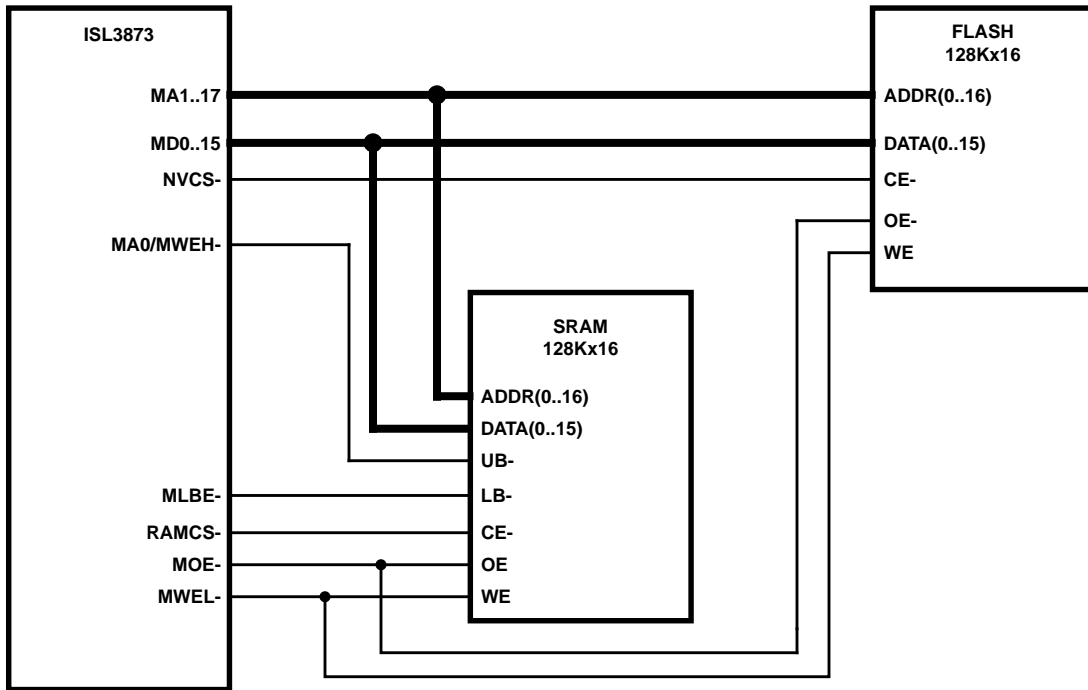 ISL3873
MA1..17
MD0..15
NVCS-
MA0/MWEH-
MLBE-
RAMCS-
MOE-
MWEL-
SRAM
128Kx16
ADDR(0..16)
DATA(0..15)
UB-
LB-
CE-
OE
WE
FLASH
128Kx16
ADDR(0..16)
DATA(0..15)
CE-
OE-
WE